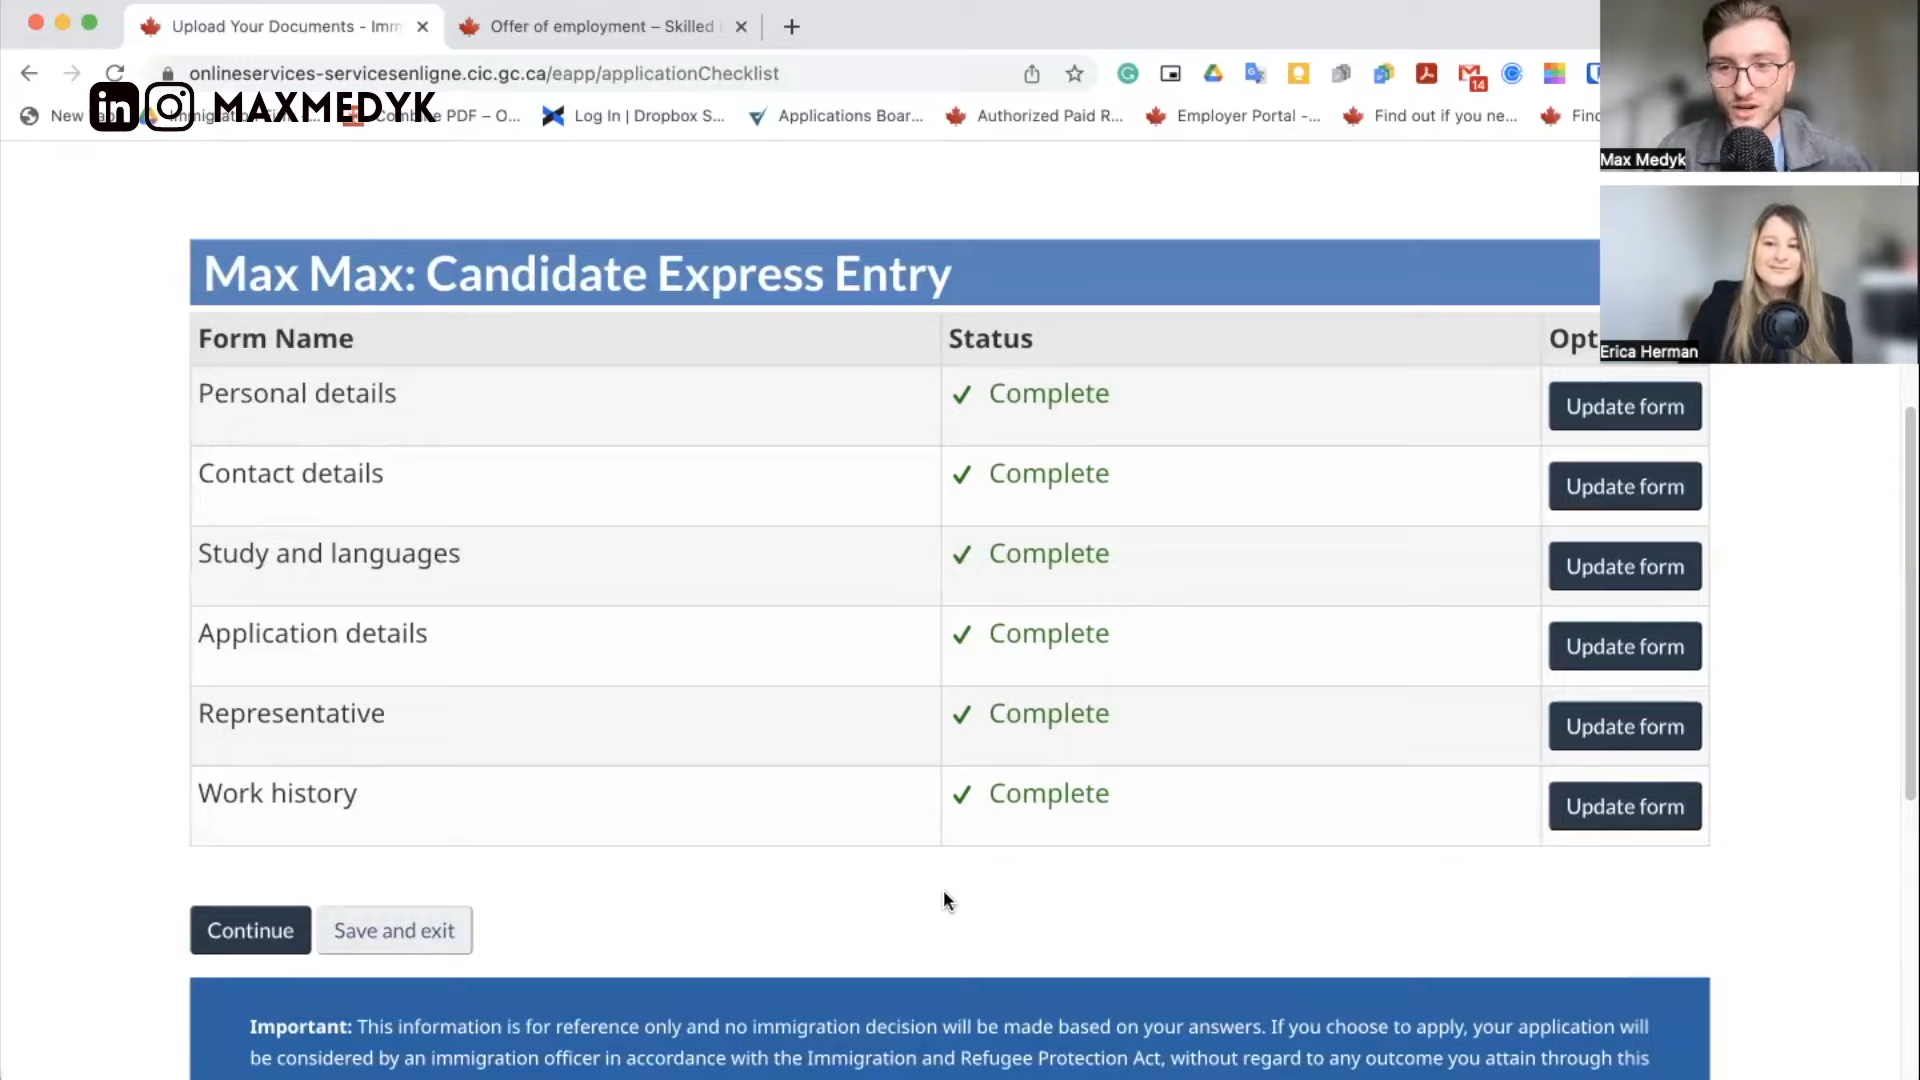 Upload Your Documents - Imm
Offer of employment – Skilled
onlineservices-servicesenligne.cic.gc.ca/eapp/applicationChecklist
14
in MAXMEDYK
New
PDF – O...
Log In | Dropbox S...
Applications Boar...
Authorized Paid R...
Employer Portal -...
Find out if you ne...
Max Medyk
Erica Herman
Max Max: Candidate Express Entry
Form Name
Status
Opt
Personal details
✓ Complete
Update form
Contact details
✓ Complete
Update form
Study and languages
✓ Complete
Update form
Application details
✓ Complete
Update form
Representative
✓ Complete
Update form
Work history
✓ Complete
Update form
Continue
Save and exit
Important: This information is for reference only and no immigration decision will be made based on your answers. If you choose to apply, your application will
be considered by an immigration officer in accordance with the Immigration and Refugee Protection Act, without regard to any outcome you attain through this